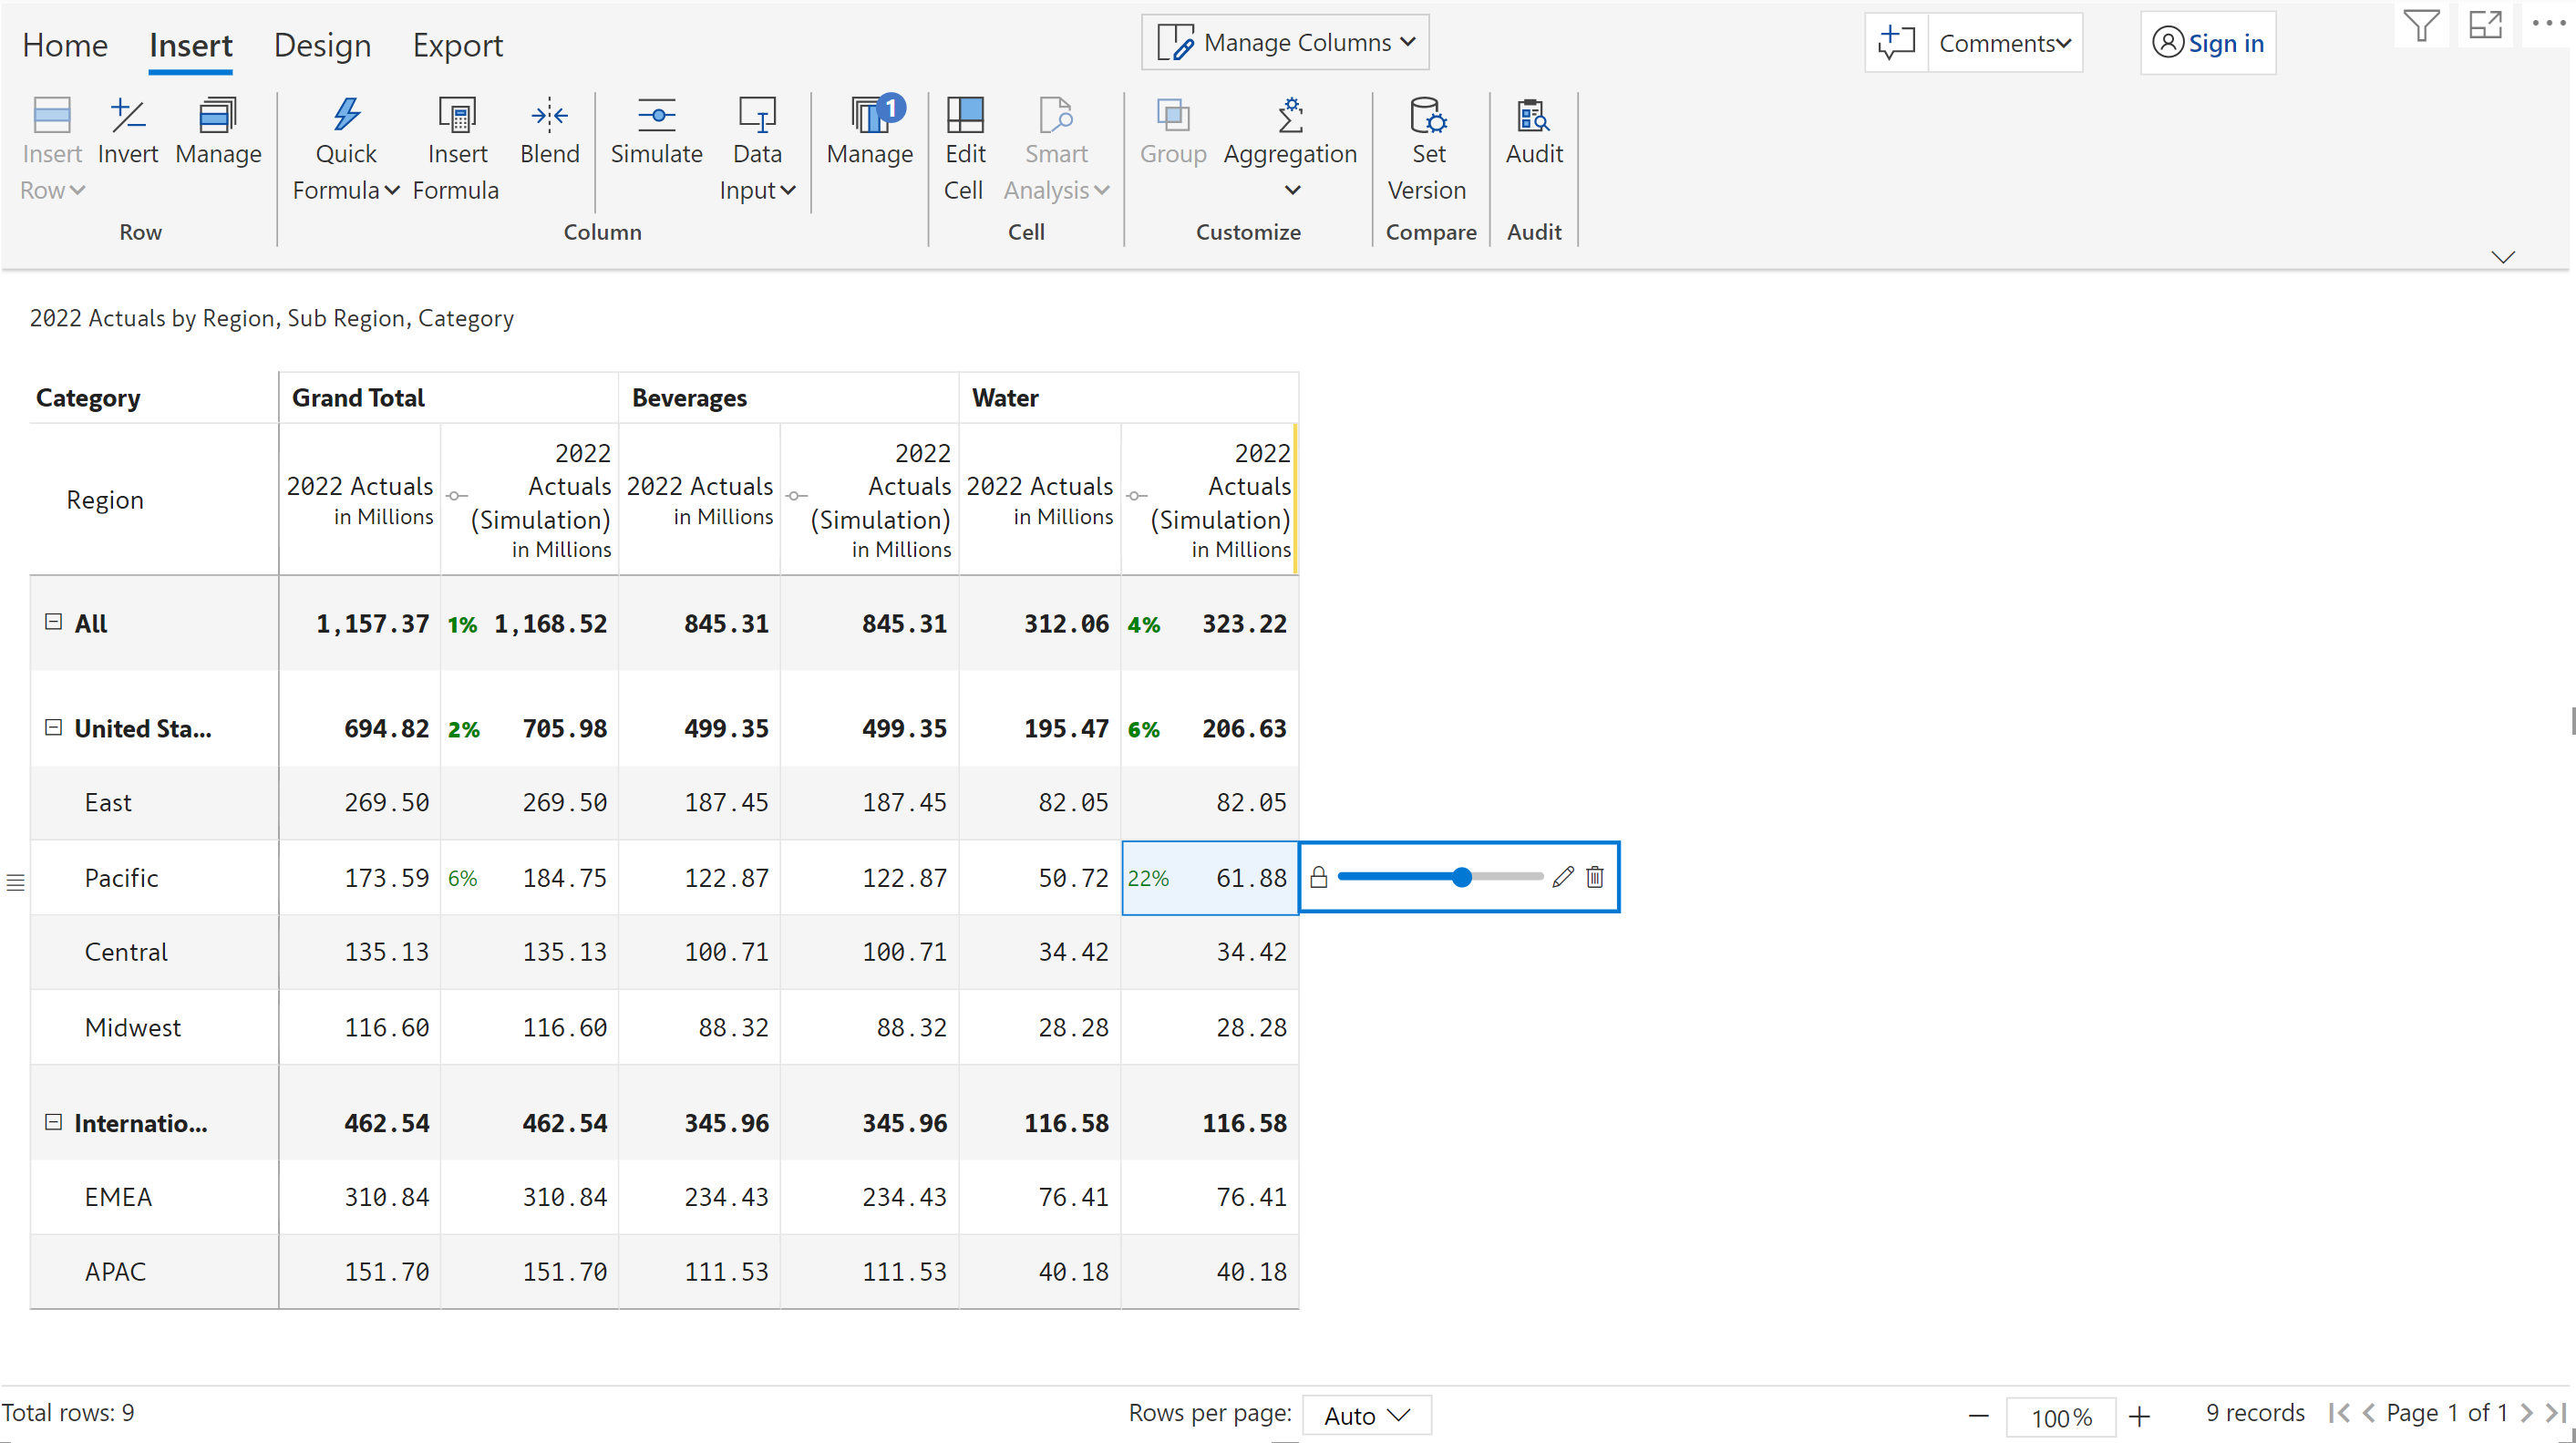 Home Insert Design Export Manage Columns Comments Sign in
Insert Row Invert Manage Quick Formula Insert Formula Blend Simulate Data Input Manage 1 Edit Cell Smart Analysis Group Aggregation Set Version Audit
Row Column Cell Customize Compare Audit
2022 Actuals by Region, Sub Region, Category
Category Grand Total Beverages Water
Region 2022 Actuals in Millions 2022 Actuals (Simulation) in Millions 2022 Actuals in Millions 2022 Actuals (Simulation) in Millions 2022 Actuals in Millions 2022 Actuals (Simulation) in Millions
All 1,157.37 1% 1,168.52 845.31 845.31 312.06 4% 323.22
United Sta... 694.82 2% 705.98 499.35 499.35 195.47 6% 206.63
East 269.50 269.50 187.45 187.45 82.05 82.05
Pacific 173.59 6% 184.75 122.87 122.87 50.72 22% 61.88
Central 135.13 135.13 100.71 100.71 34.42 34.42
Midwest 116.60 116.60 88.32 88.32 28.28 28.28
Internatio... 462.54 462.54 345.96 345.96 116.58 116.58
EMEA 310.84 310.84 234.43 234.43 76.41 76.41
APAC 151.70 151.70 111.53 111.53 40.18 40.18
Total rows: 9 Rows per page: Auto 100% 9 records Page 1 of 1